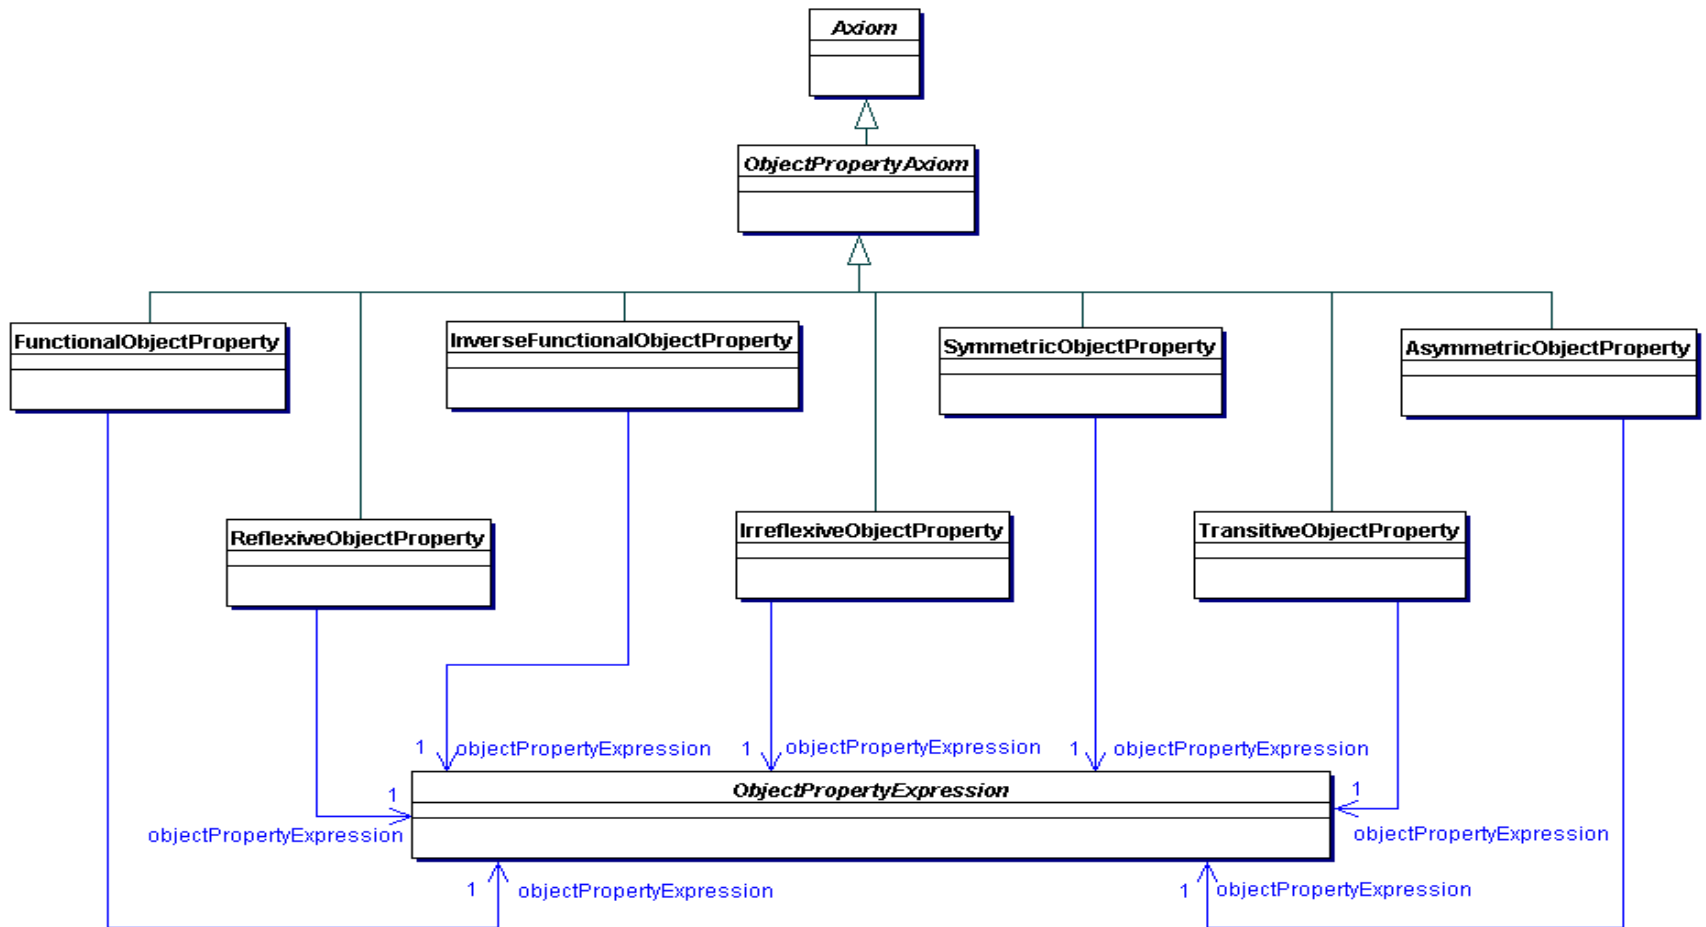 Axiom
ObjectPropertyAxiom
FunctionalObjectProperty
InverseFunctionalObjectProperty
SymmetricObjectProperty
AsymmetricObjectProperty
ReflexiveObjectProperty
IrreflexiveObjectProperty
TransitiveObjectProperty
1 objectPropertyExpression
1 objectPropertyExpression
1 objectPropertyExpression
ObjectPropertyExpression
1
objectPropertyExpression
1
objectPropertyExpression
1 objectPropertyExpression
1 objectPropertyExpression